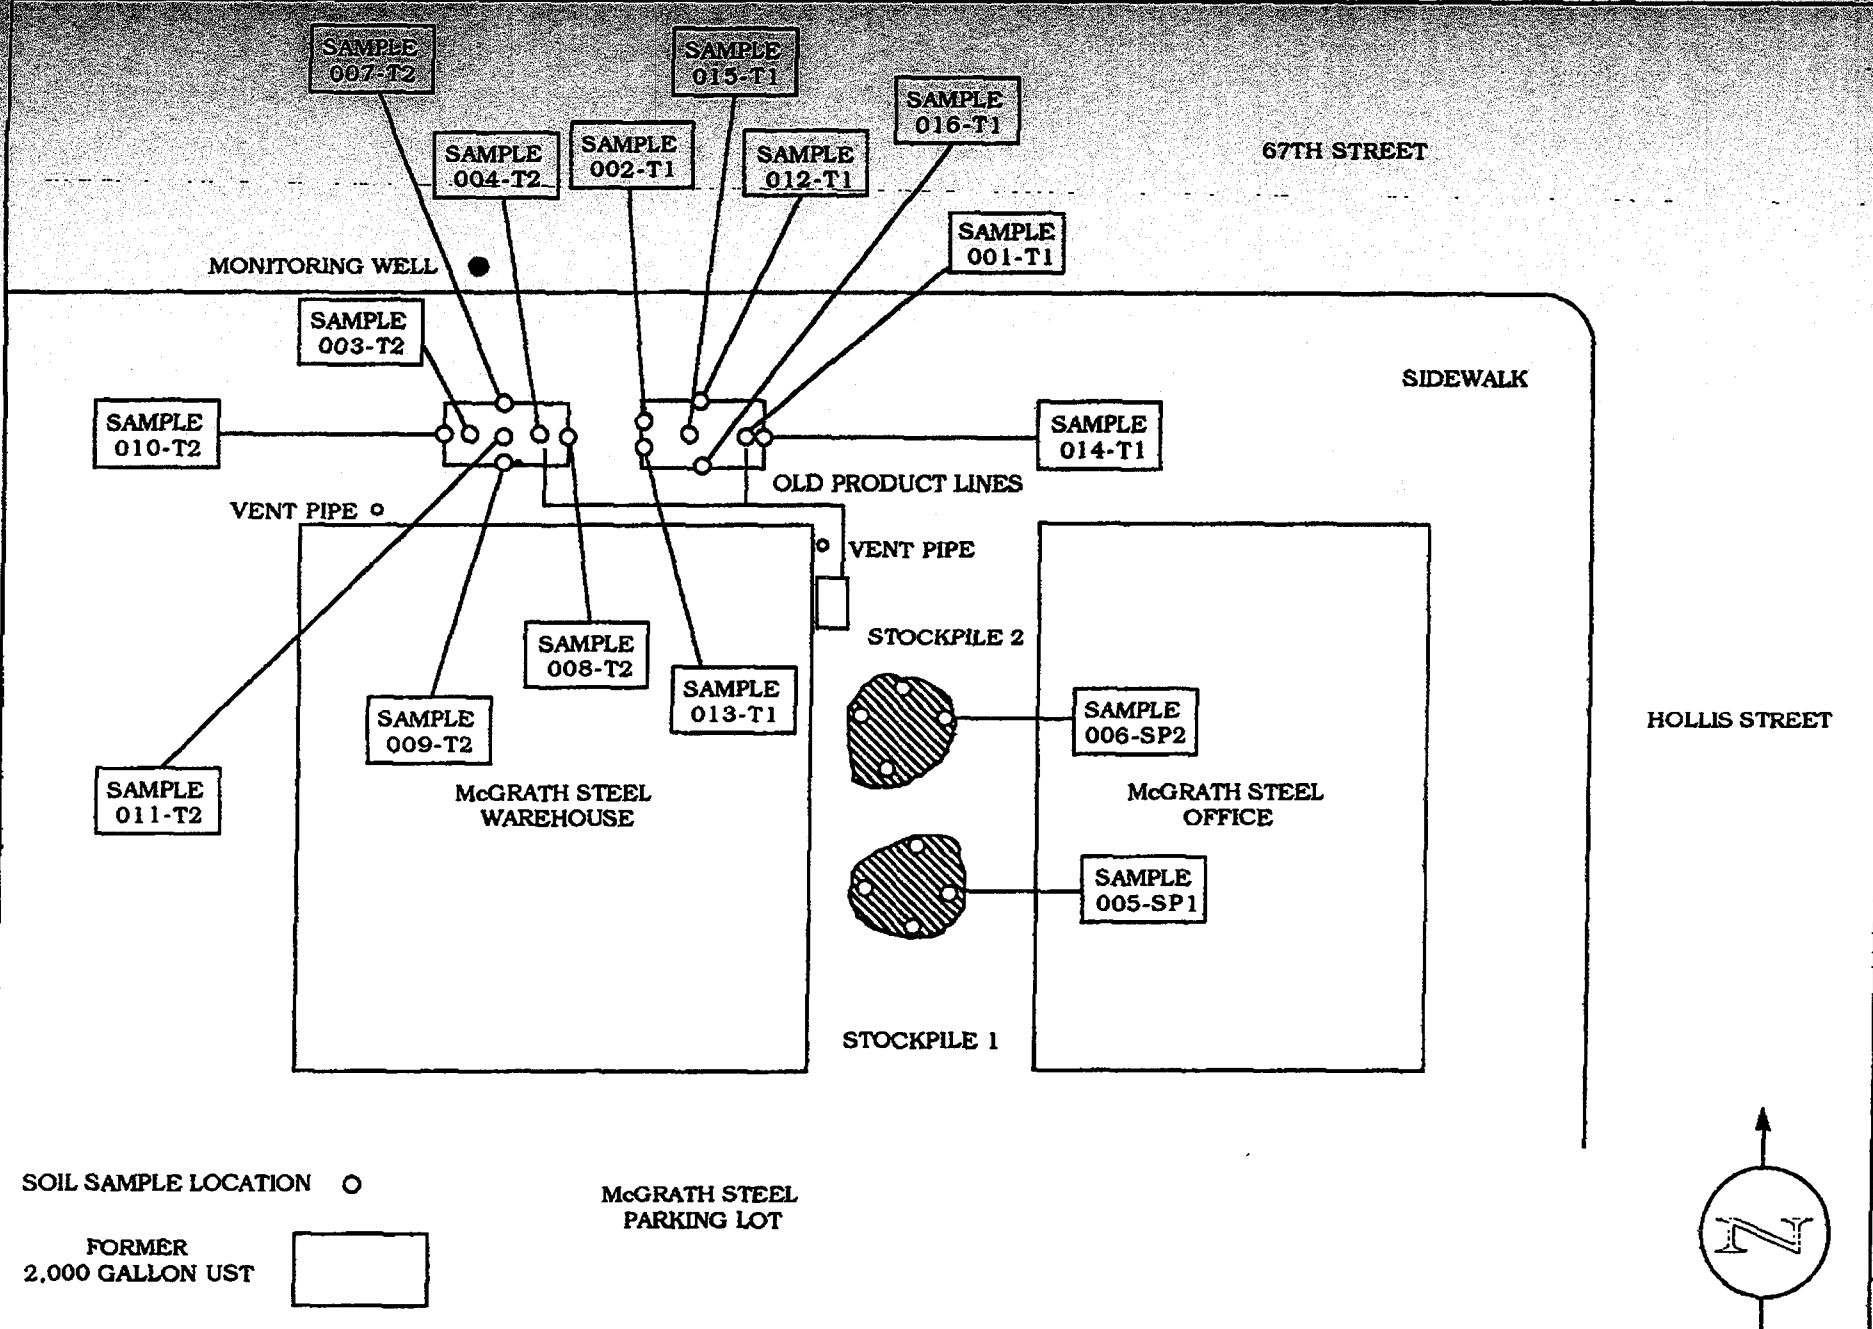 SAMPLE
007-T2
SAMPLE
015-T1
SAMPLE
016-T1
SAMPLE
004-T2
SAMPLE
002-T1
SAMPLE
012-T1
67TH STREET
SAMPLE
001-T1
MONITORING WELL
SAMPLE
003-T2
SIDEWALK
SAMPLE
010-T2
SAMPLE
014-T1
OLD PRODUCT LINES
VENT PIPE
VENT PIPE
STOCKPILE 2
SAMPLE
008-T2
SAMPLE
013-T1
SAMPLE
009-T2
SAMPLE
006-SP2
HOLLIS STREET
SAMPLE
011-T2
McGRATH STEEL
WAREHOUSE
McGRATH STEEL
OFFICE
SAMPLE
005-SP1
STOCKPILE 1
SOIL SAMPLE LOCATION
McGRATH STEEL
PARKING LOT
FORMER
2,000 GALLON UST
N